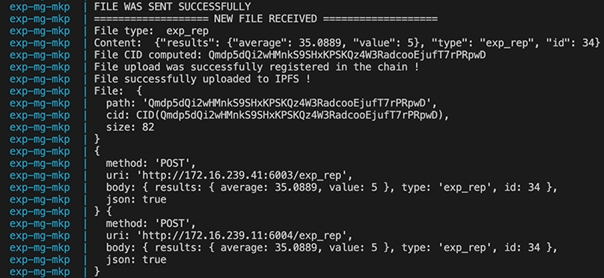 exp-mg-mkp | FILE WAS SENT SUCCESSFULLY
exp-mg-mkp | =================== NEW FILE RECEIVED ===================
exp-mg-mkp | File type:  exp_rep
exp-mg-mkp | Content:  {"results": {"average": 35.0889, "value": 5}, "type": "exp_rep", "id": 34}
exp-mg-mkp | File CID computed: Qmdp5dQi2wHMnkS9SHxKPSKQz4W3RadcooEjufT7rPRpwD
exp-mg-mkp | File upload was successfully registered in the chain !
exp-mg-mkp | File successfully uploaded to IPFS !
exp-mg-mkp | File:  {
exp-mg-mkp |   path: 'Qmdp5dQi2wHMnkS9SHxKPSKQz4W3RadcooEjufT7rPRpwD',
exp-mg-mkp |   cid: CID(Qmdp5dQi2wHMnkS9SHxKPSKQz4W3RadcooEjufT7rPRpwD),
exp-mg-mkp |   size: 82
exp-mg-mkp | }
exp-mg-mkp | {
exp-mg-mkp |   method: 'POST',
exp-mg-mkp |   uri: 'http://172.16.239.41:6003/exp_rep',
exp-mg-mkp |   body: { results: { average: 35.0889, value: 5 }, type: 'exp_rep', id: 34 },
exp-mg-mkp |   json: true
exp-mg-mkp | } {
exp-mg-mkp |   method: 'POST',
exp-mg-mkp |   uri: 'http://172.16.239.11:6004/exp_rep',
exp-mg-mkp |   body: { results: { average: 35.0889, value: 5 }, type: 'exp_rep', id: 34 },
exp-mg-mkp |   json: true
exp-mg-mkp | }